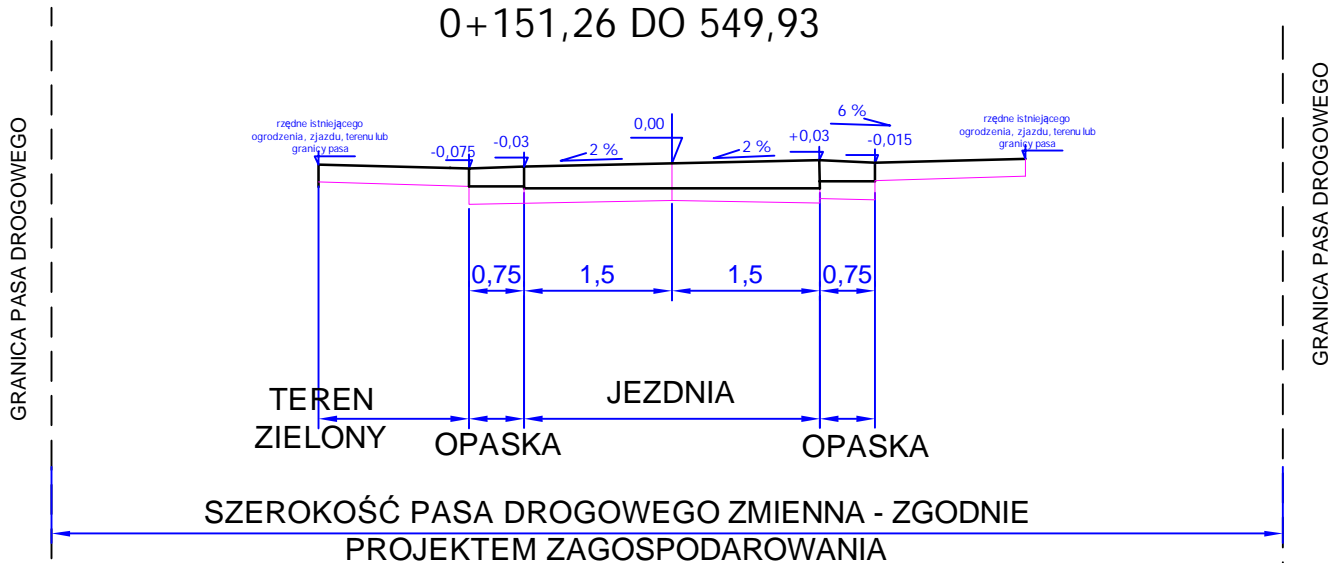 0+151,26 DO 549,93
GRANICA PASA DROGOWEGO
rzędne istniejącego
ogrodzenia, zjazdu, terenu lub
granicy pasa
-0,075
-0,03
2 %
0,00
2 %
+0,03
6 %
-0,015
rzędne istniejącego
ogrodzenia, zjazdu, terenu lub
granicy pasa
GRANICA PASA DROGOWEGO
0,75
1,5
1,5
0,75
TEREN
ZIELONY
OPASKA
JEZDNIA
OPASKA
SZEROKOŚĆ PASA DROGOWEGO ZMIENNA - ZGODNIE
PROJEKTEM ZAGOSPODAROWANIA